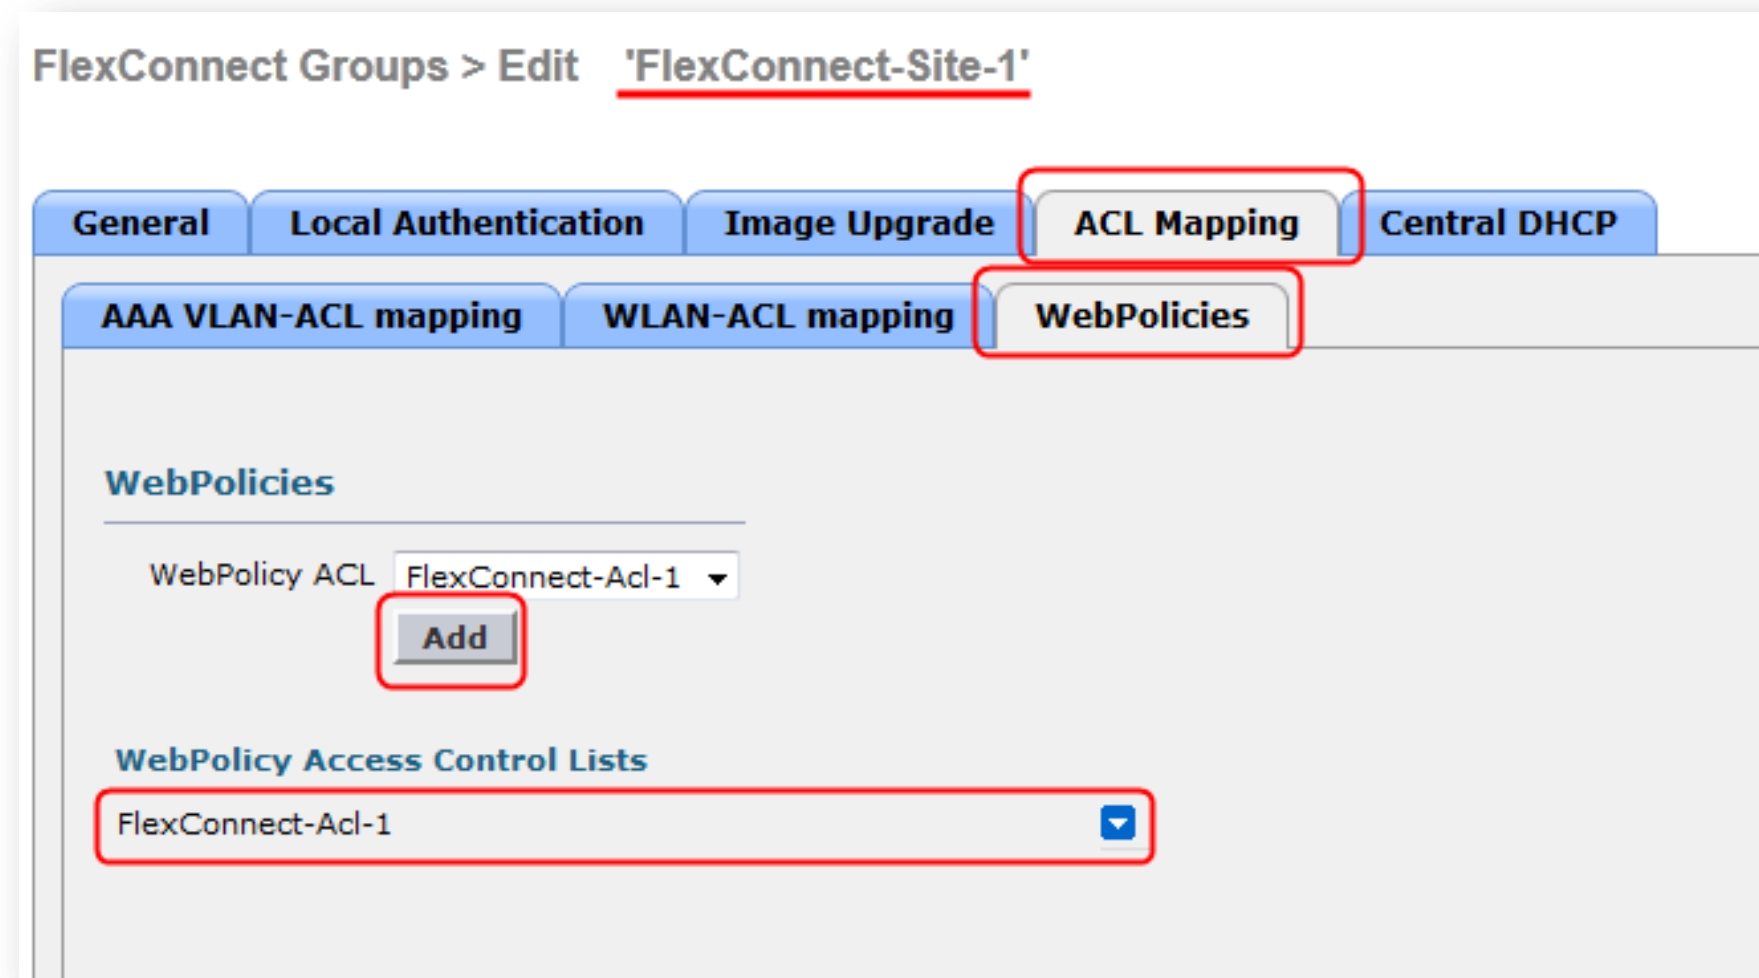 FlexConnect Groups > Edit 'FlexConnect-Site-1'
General Local Authentication Image Upgrade ACL Mapping Central DHCP
AAA VLAN-ACL mapping WLAN-ACL mapping WebPolicies
WebPolicies
WebPolicy ACL FlexConnect-Acl-1
Add
WebPolicy Access Control Lists
FlexConnect-Acl-1